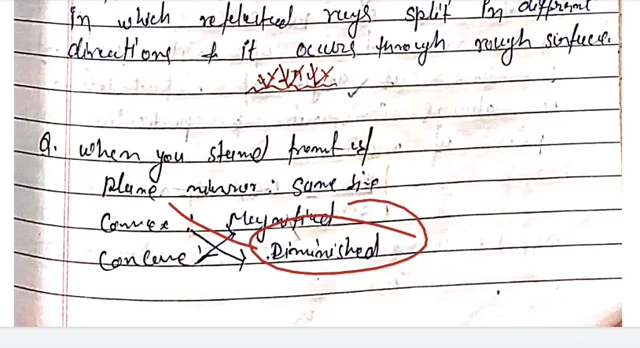 in which reflected rays split in different
directions & it occurs through rough surface.
Q. when you stand front of
plane mirror : same size
Convex : Magnified
Concave : Diminished